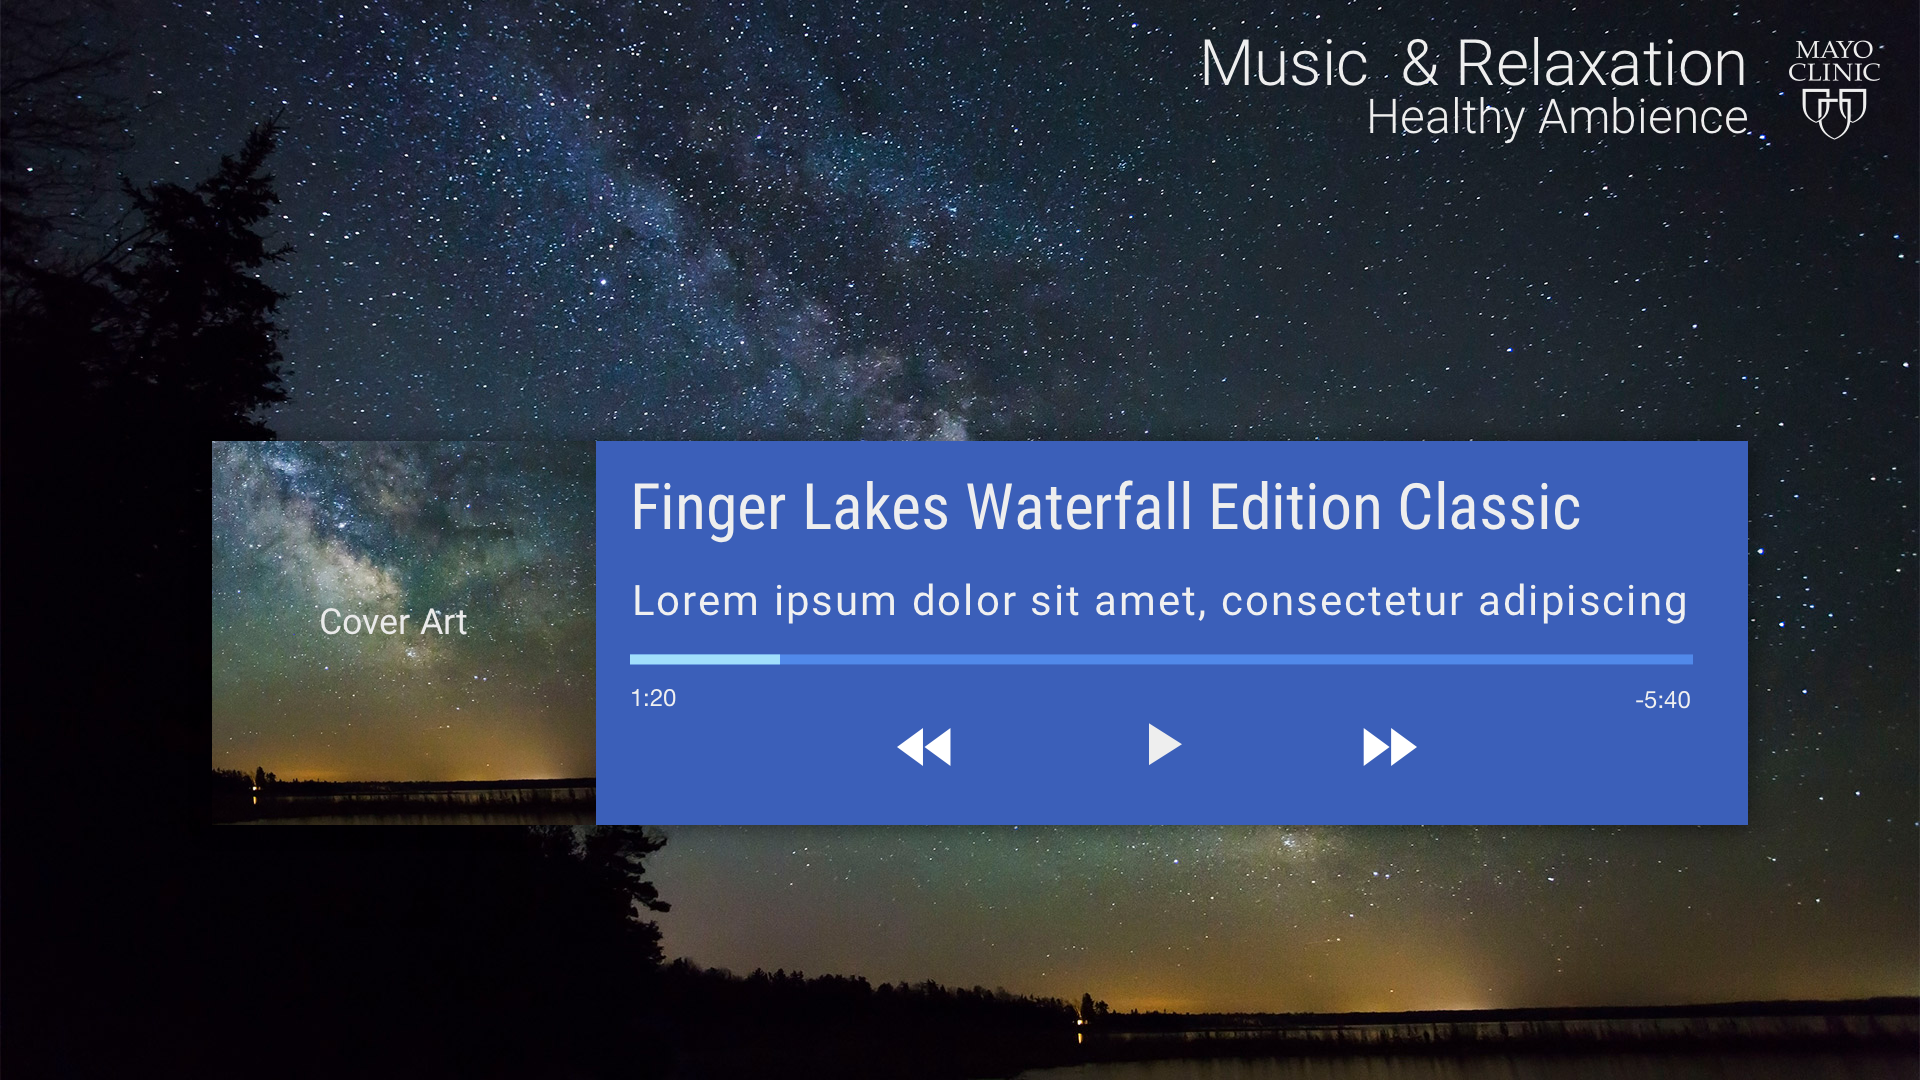 Music & Relaxation
Healthy Ambience
MAYO
CLINIC
Finger Lakes Waterfall Edition Classic
Cover Art
Lorem ipsum dolor sit amet, consectetur adipiscing
1:20
-5:40